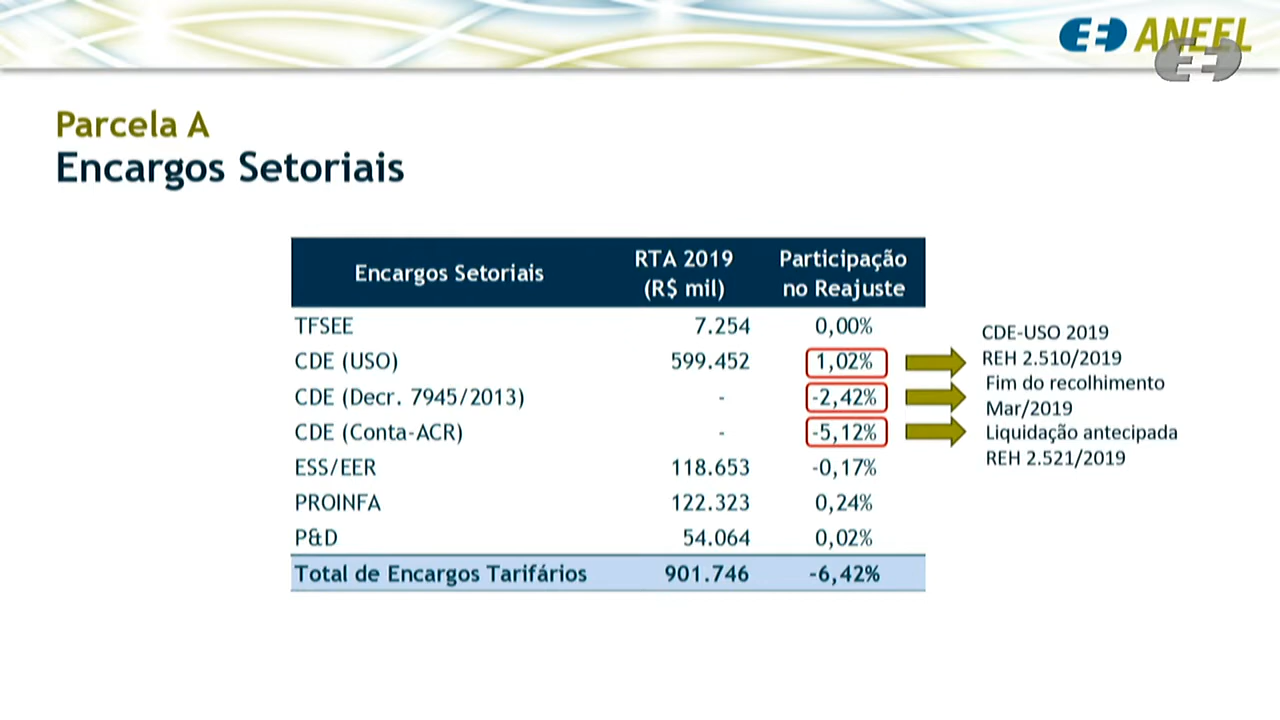 ANEEL
Parcela A
Encargos Setoriais
Encargos Setoriais RTA 2019 (R$ mil) Participação no Reajuste
TFSEE 7.254 0,00%
CDE (USO) 599.452 1,02%
CDE (Decr. 7945/2013) - -2,42%
CDE (Conta-ACR) - -5,12%
ESS/EER 118.653 -0,17%
PROINFA 122.323 0,24%
P&D 54.064 0,02%
Total de Encargos Tarifários 901.746 -6,42%
CDE-USO 2019
REH 2.510/2019
Fim do recolhimento
Mar/2019
Liquidação antecipada
REH 2.521/2019